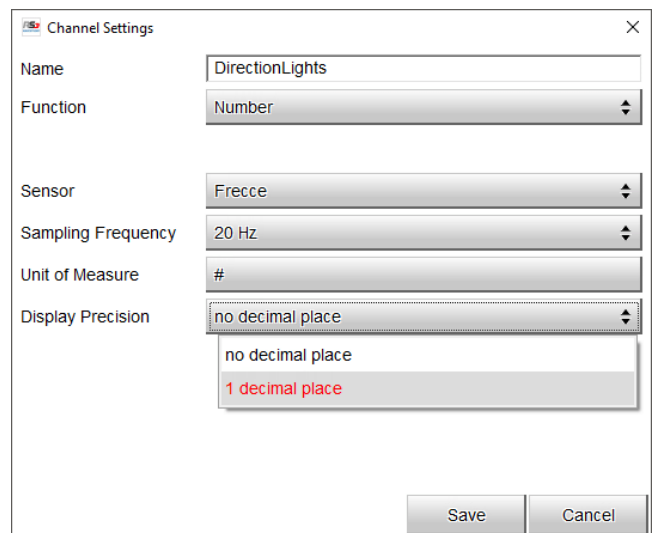 Channel Settings
Name DirectionLights
Function Number
Sensor Frecce
Sampling Frequency 20 Hz
Unit of Measure #
Display Precision no decimal place
no decimal place
1 decimal place
Save Cancel